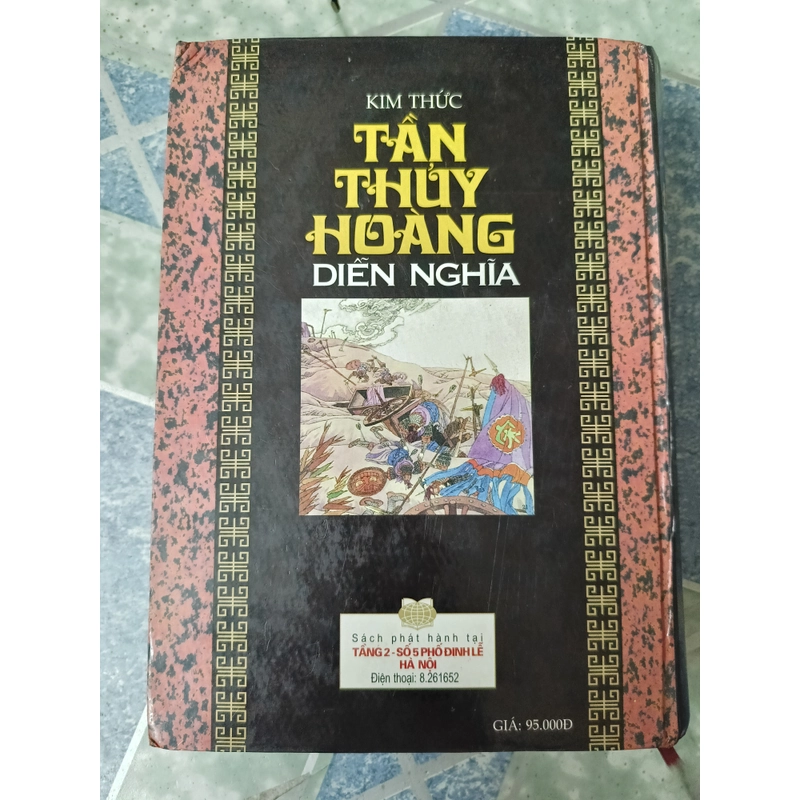 KIM THỨC
TẦN
THỦY
HOÀNG
DIỄN NGHĨA
Sách phát hành tại
TẦNG 2 - SỐ 5 PHỐ ĐINH LỄ
HÀ NỘI
Điện thoại: 8.261652
GIÁ: 95.000Đ